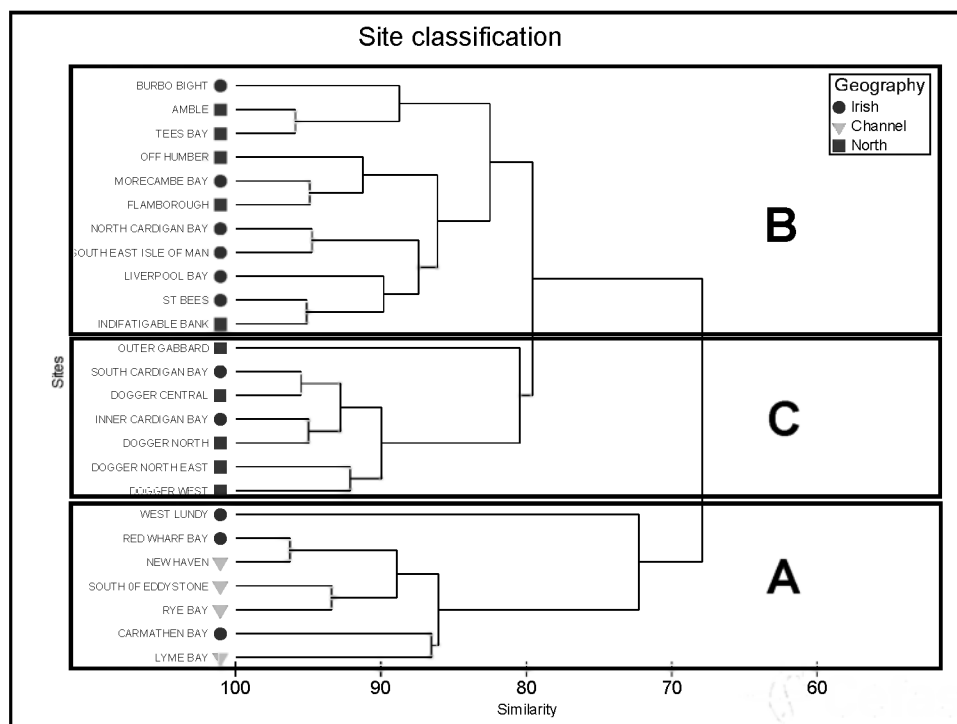 Site classification
Geography
Irish
Channel
North
BURBO BIGHT
AMBLE
TEES BAY
OFF HUMBER
MORECAMBE BAY
FLAMBOROUGH
NORTH CARDIGAN BAY
SOUTH EAST ISLE OF MAN
LIVERPOOL BAY
ST BEES
INDIFATIGABLE BANK
B
OUTER GABBARD
SOUTH CARDIGAN BAY
DOGGER CENTRAL
INNER CARDIGAN BAY
DOGGER NORTH
DOGGER NORTH EAST
DOGGER WEST
C
WEST LUNDY
RED WHARF BAY
NEW HAVEN
SOUTH 0F EDDYSTONE
RYE BAY
CARMATHEN BAY
LYME BAY
A
Sites
100 90 80 70 60
Similarity